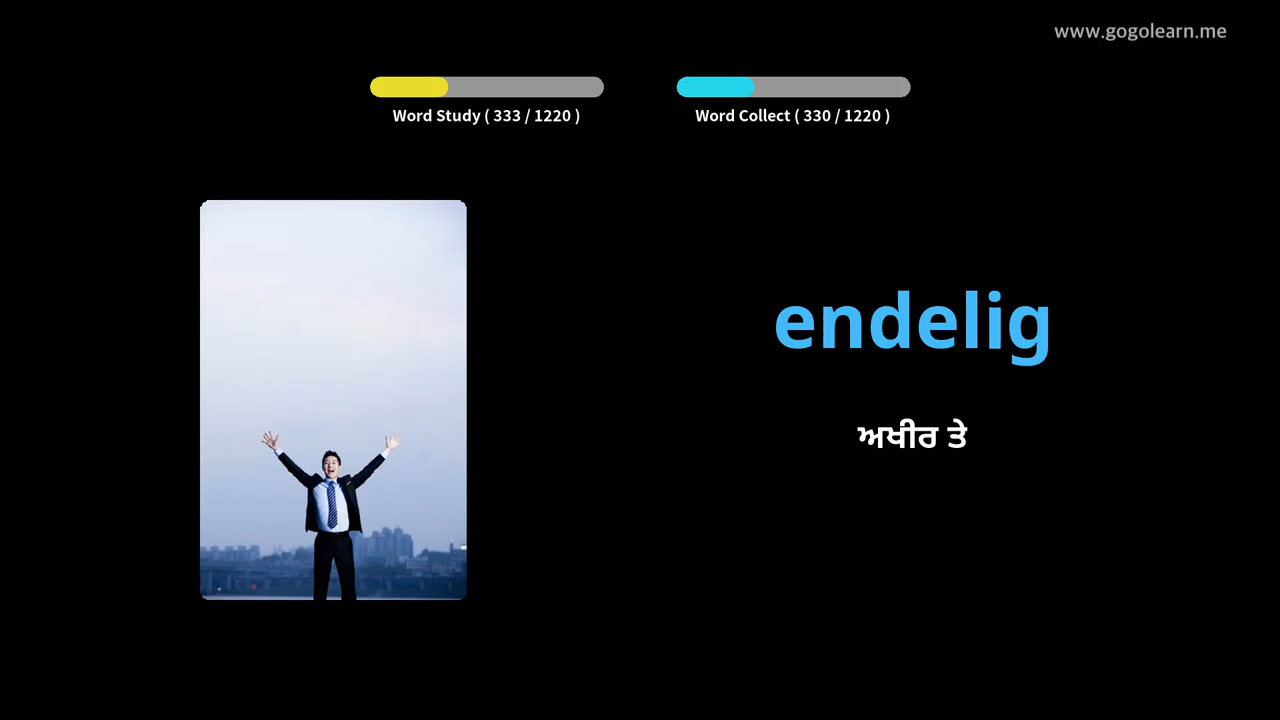 www.gogolearn.me
Word Study ( 333 / 1220 )
Word Collect ( 330 / 1220 )
endelig
ਅਖੀਰ ਤੇ